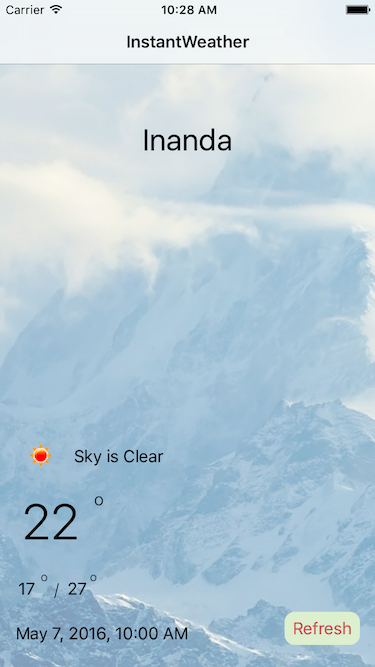 Carrier 10:28 AM
InstantWeather
Inanda
Sky is Clear
22 °
17 ° / 27 °
May 7, 2016, 10:00 AM
Refresh